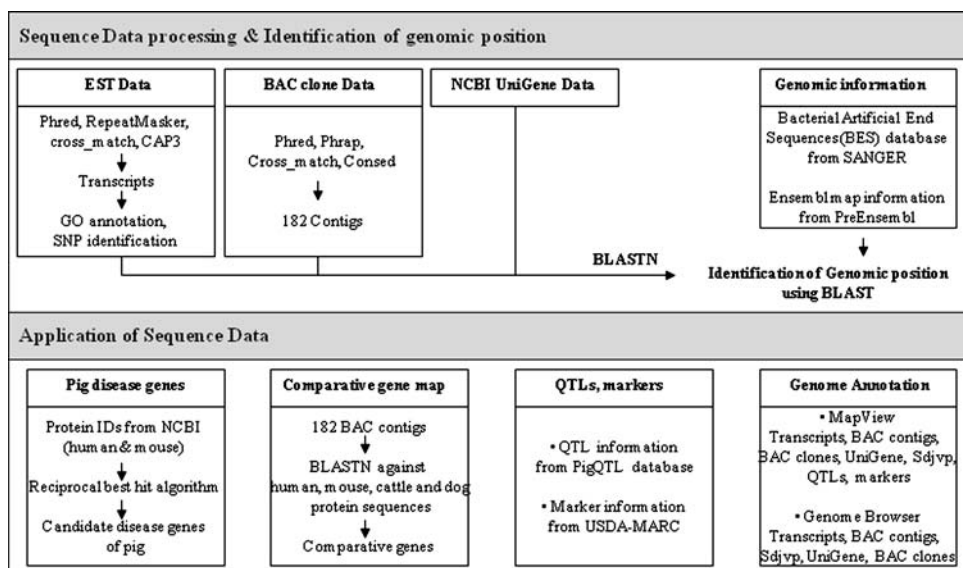 Sequence Data processing & Identification of genomic position
EST Data
Phred, RepeatMasker,
cross_match, CAP3
Transcripts
GO annotation,
SNP identification
BAC clone Data
Phred, Phrap,
Cross_match, Consed
182 Contigs
NCBI UniGene Data
Genomic information
Bacterial Artificial End
Sequences(BES) database
from SANGER
Ensemblmap information
from PreEnsembl
BLASTN
Identification of Genomic position
using BLAST
Application of Sequence Data
Pig disease genes
Protein IDs from NCBI
(human & mouse)
Reciprocal best hit algorithm
Candidate disease genes
of pig
Comparative gene map
182 BAC contigs
BLASTN against
human, mouse, cattle and dog
protein sequences
Comparative genes
QTLs, markers
• QTL information
from PigQTL database
• Marker information
from USDA-MARC
Genome Annotation
• MapView
Transcripts, BAC contigs,
BAC clones, UniGene, Sdjvp,
QTLs, markers
• Genome Browser
Transcripts, BAC contigs,
Sdjvp, UniGene, BAC clones